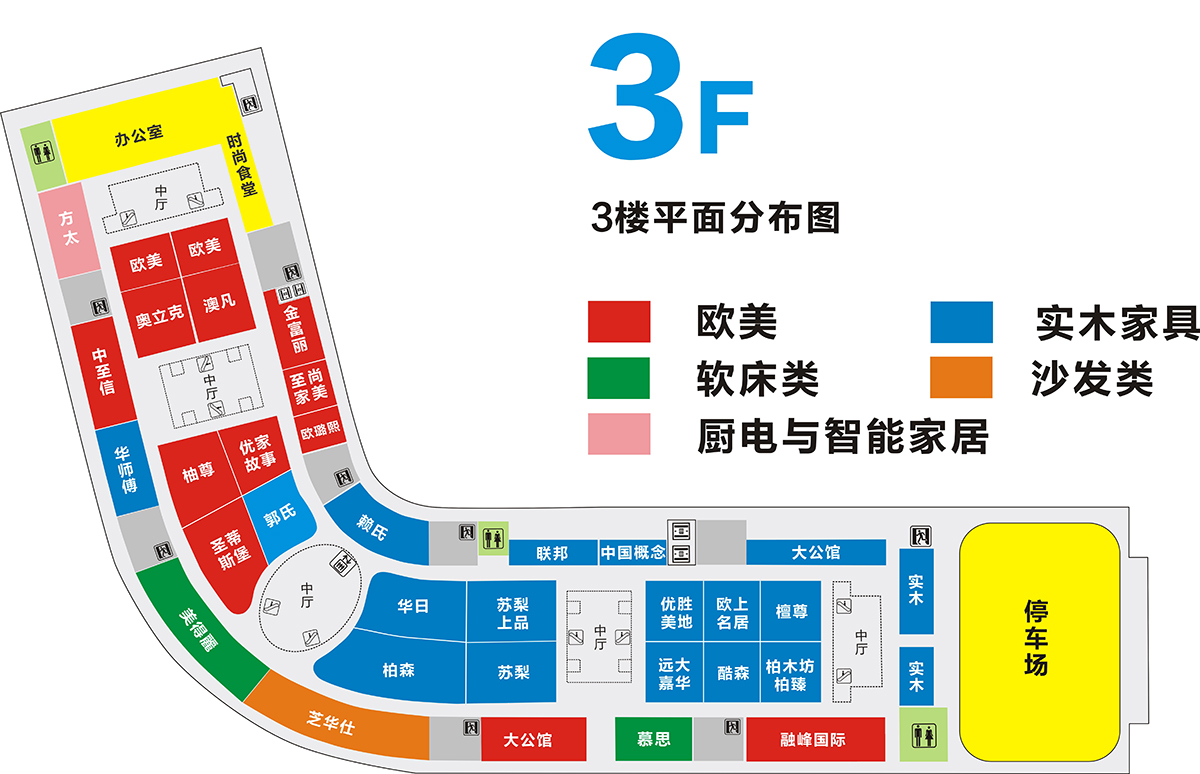 3F
3楼平面分布图
欧美
实木家具
软床类
沙发类
厨电与智能家居
办公室
时尚食堂
中厅
方太
欧美
欧美
奥立克
澳凡
金富丽
中至信
中厅
至尚
家美
欧璐熙
华师傅
柚尊
优家
故事
郭氏
圣蒂
斯堡
赖氏
中厅
美得丽
芝华仕
联邦
中国概念
大公馆
华日
苏梨
上品
柏森
苏梨
中厅
优胜
美地
欧上
名居
檀尊
远大
嘉华
酷森
柏木坊
柏臻
中厅
实木
实木
停车场
大公馆
慕思
融峰国际